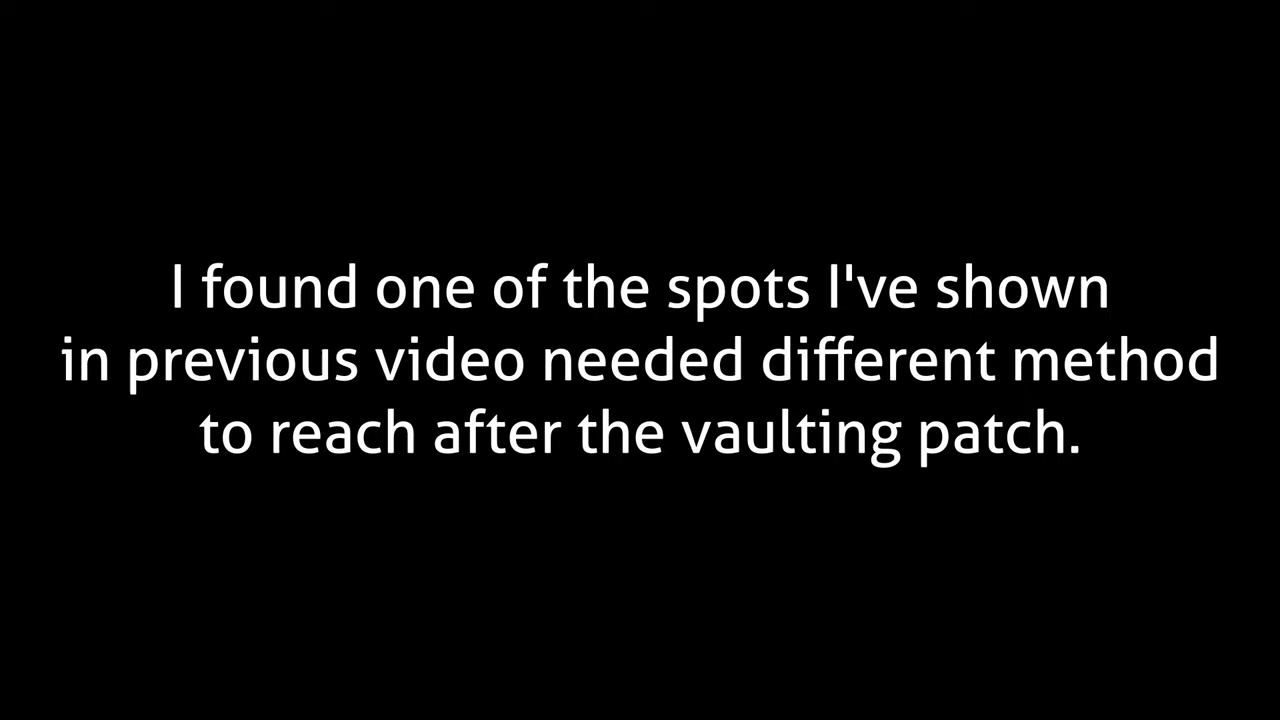 I found one of the spots I've shown
in previous video needed different method
to reach after the vaulting patch.